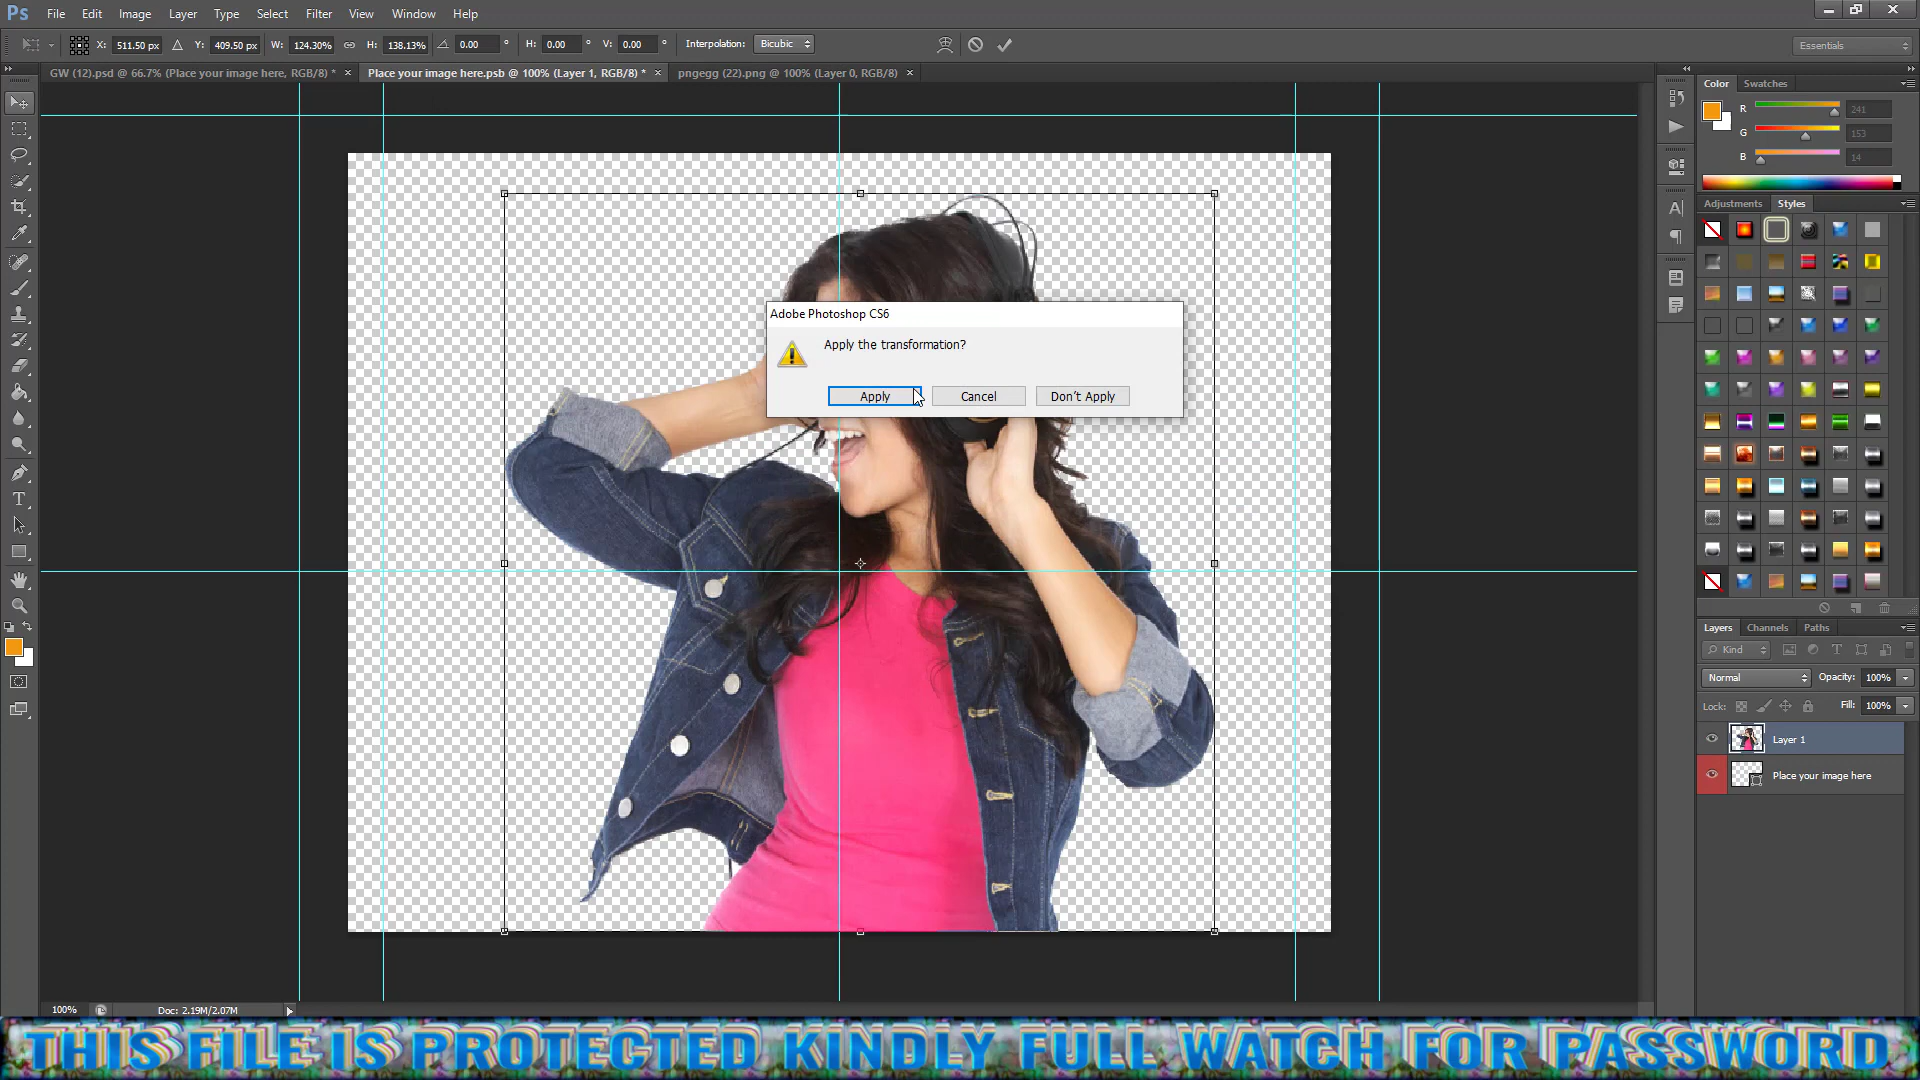 Ps File Edit Image Layer Type Select Filter View Window Help
X: 511.50 px Y: 409.50 px W: 124.30% H: 138.13% 0.00 ° H: 0.00 ° V: 0.00 ° Interpolation: Bicubic Essentials
GW (12).psd @ 66.7% (Place your image here, RGB/8) * × Place your image here.psb @ 100% (Layer 1, RGB/8) * × pngegg (22).png @ 100% (Layer 0, RGB/8) ×
Color Swatches
R 241
G 153
B 14
Adjustments Styles
Adobe Photoshop CS6
Apply the transformation?
Apply Cancel Don't Apply
Layers Channels Paths
Kind
Normal Opacity: 100%
Lock: Fill: 100%
Layer 1
Place your image here
100% Doc: 2.19M/2.07M
THIS FILE IS PROTECTED KINDLY FULL WATCH FOR PASSWORD